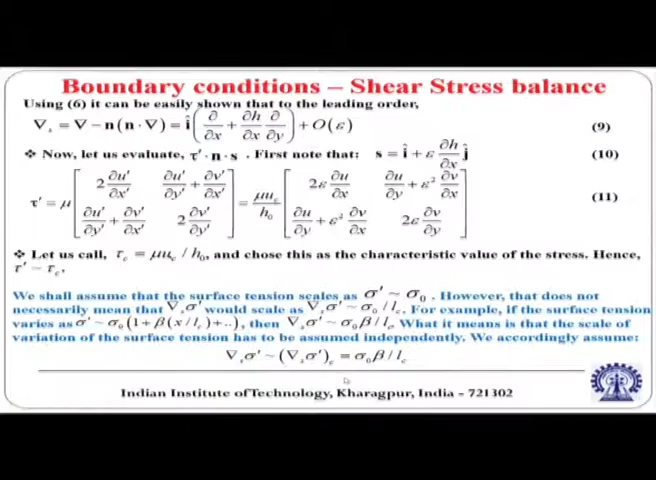 Boundary conditions – Shear Stress balance
Using (6) it can be easily shown that to the leading order,
∇ₛ = ∇ − n(n·∇) = î(∂/∂x + ∂h/∂x ∂/∂y) + O(ε) (9)
❖ Now, let us evaluate, τ′·n·s. First note that: s = î + ε ∂h/∂x ĵ (10)
τ′ = μ [2 ∂u′/∂x′, ∂u′/∂y′ + ∂v′/∂x′; ∂u′/∂y′ + ∂v′/∂x′, 2 ∂v′/∂y′] = μu_c/h₀ [2ε ∂u/∂x, ∂u/∂y + ε² ∂v/∂x; ∂u/∂y + ε² ∂v/∂x, 2ε ∂v/∂y] (11)
❖ Let us call, τ_c = μu_c / h₀, and chose this as the characteristic value of the stress. Hence,
τ′ ~ τ_c,
We shall assume that the surface tension scales as σ′ ~ σ₀. However, that does not
necessarily mean that ∇ₛσ′ would scale as ∇ₛσ′ ~ σ₀/l_c. For example, if the surface tension
varies as σ′ ~ σ₀(1 + β(x/l_c) + ..), then ∇ₛσ′ ~ σ₀β/l_c. What it means is that the scale of
variation of the surface tension has to be assumed independently. We accordingly assume:
∇ₛσ′ ~ (∇ₛσ′)_c = σ₀β/l_c
Indian Institute of Technology, Kharagpur, India – 721302